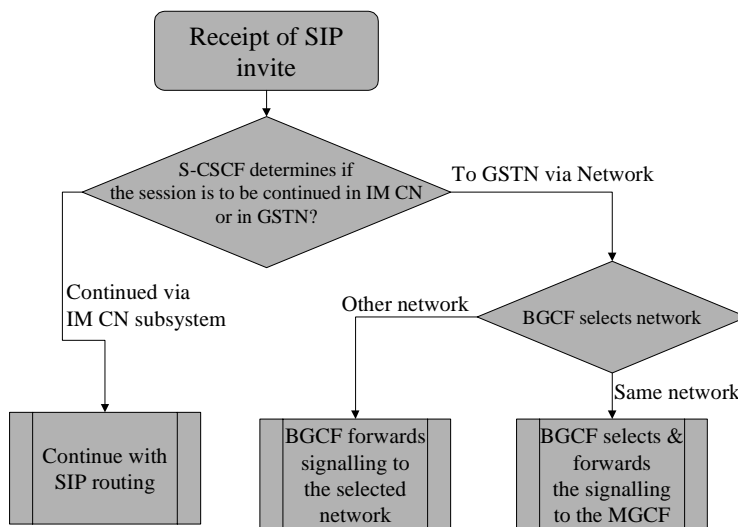 Receipt of SIP
invite
S-CSCF determines if
the session is to be continued in IM CN
or in GSTN?
To GSTN via Network
Continued via
IM CN subsystem
Other network
BGCF selects network
Same network
Continue with
SIP routing
BGCF forwards
signalling to
the selected
network
BGCF selects &
forwards
the signalling
to the MGCF